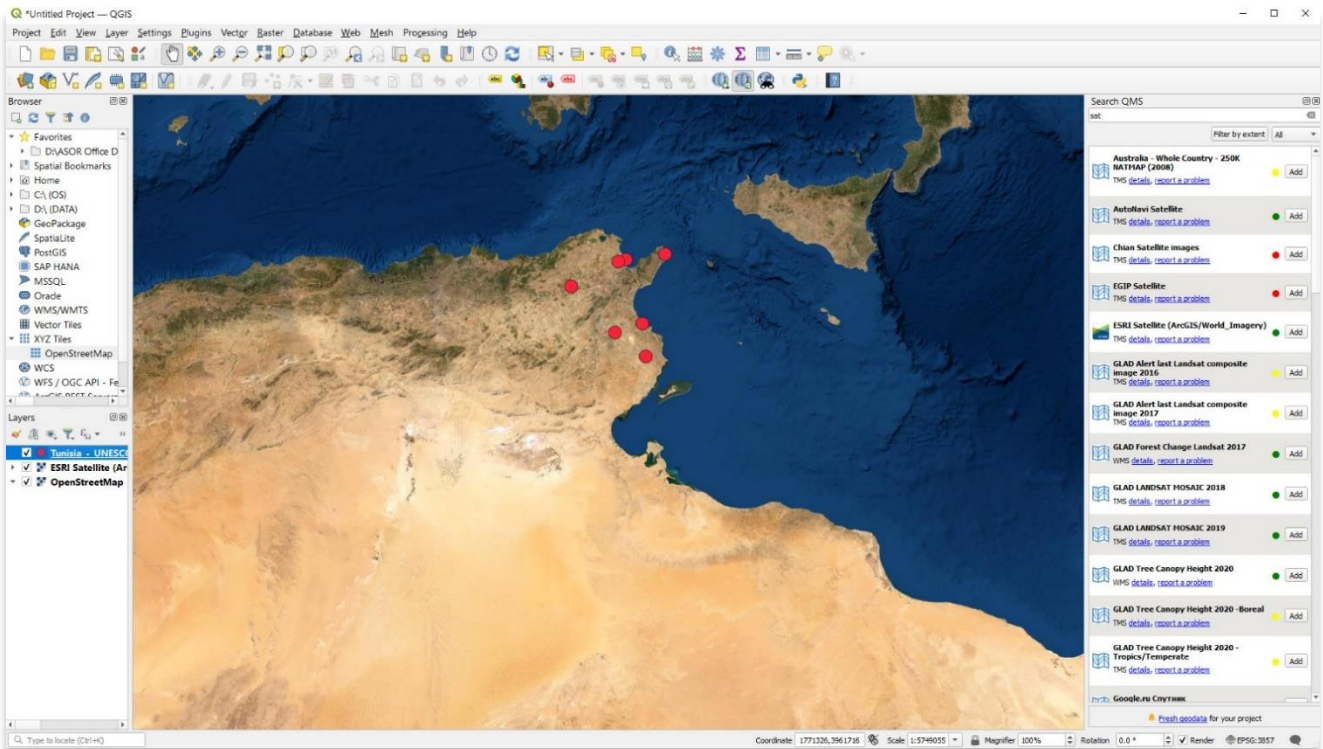 *Untitled Project — QGIS
Project Edit View Layer Settings Plugins Vector Raster Database Web Mesh Processing Help
Browser
Favorites
D:\ASOR Office D
Spatial Bookmarks
Home
C:\ (OS)
D:\ (DATA)
GeoPackage
SpatiaLite
PostGIS
SAP HANA
MSSQL
Oracle
WMS/WMTS
Vector Tiles
XYZ Tiles
OpenStreetMap
WCS
WFS / OGC API - Fe
Layers
Tunisia - UNESC
ESRI Satellite (Ar
OpenStreetMap
Search QMS
sat
Filter by extent All
Australia - Whole Country - 250K
NATMAP (2008)
TMS details, report a problem
Add
AutoNavi Satellite
TMS details, report a problem
Add
Chian Satellite images
TMS details, report a problem
Add
EGIP Satellite
TMS details, report a problem
Add
ESRI Satellite (ArcGIS/World_Imagery)
TMS details, report a problem
Add
GLAD Alert last Landsat composite
image 2016
TMS details, report a problem
Add
GLAD Alert last Landsat composite
image 2017
TMS details, report a problem
Add
GLAD Forest Change Landsat 2017
WMS details, report a problem
Add
GLAD LANDSAT MOSAIC 2018
TMS details, report a problem
Add
GLAD LANDSAT MOSAIC 2019
TMS details, report a problem
Add
GLAD Tree Canopy Height 2020
WMS details, report a problem
Add
GLAD Tree Canopy Height 2020 -Boreal
TMS details, report a problem
Add
GLAD Tree Canopy Height 2020 -
Tropics/Temperate
TMS details, report a problem
Add
Google.ru Спутник
Fresh geodata for your project
Type to locate (Ctrl+K)
Coordinate 1771326,3961716 Scale 1:5749055 Magnifier 100% Rotation 0.0 ° Render EPSG:3857